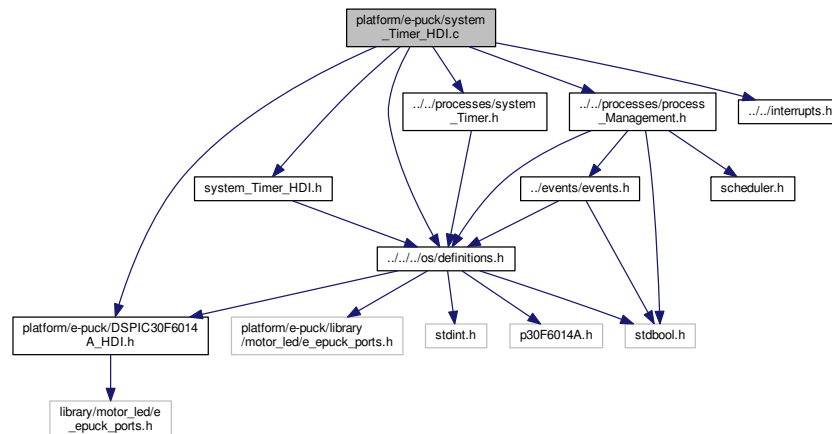 platform/e-puck/system
_Timer_HDI.c
../../processes/system
_Timer.h
../../processes/process
_Management.h
../../interrupts.h
system_Timer_HDI.h
../events/events.h
scheduler.h
../../../os/definitions.h
platform/e-puck/DSPIC30F6014
A_HDI.h
platform/e-puck/library
/motor_led/e_epuck_ports.h
stdint.h
p30F6014A.h
stdbool.h
library/motor_led/e
_epuck_ports.h